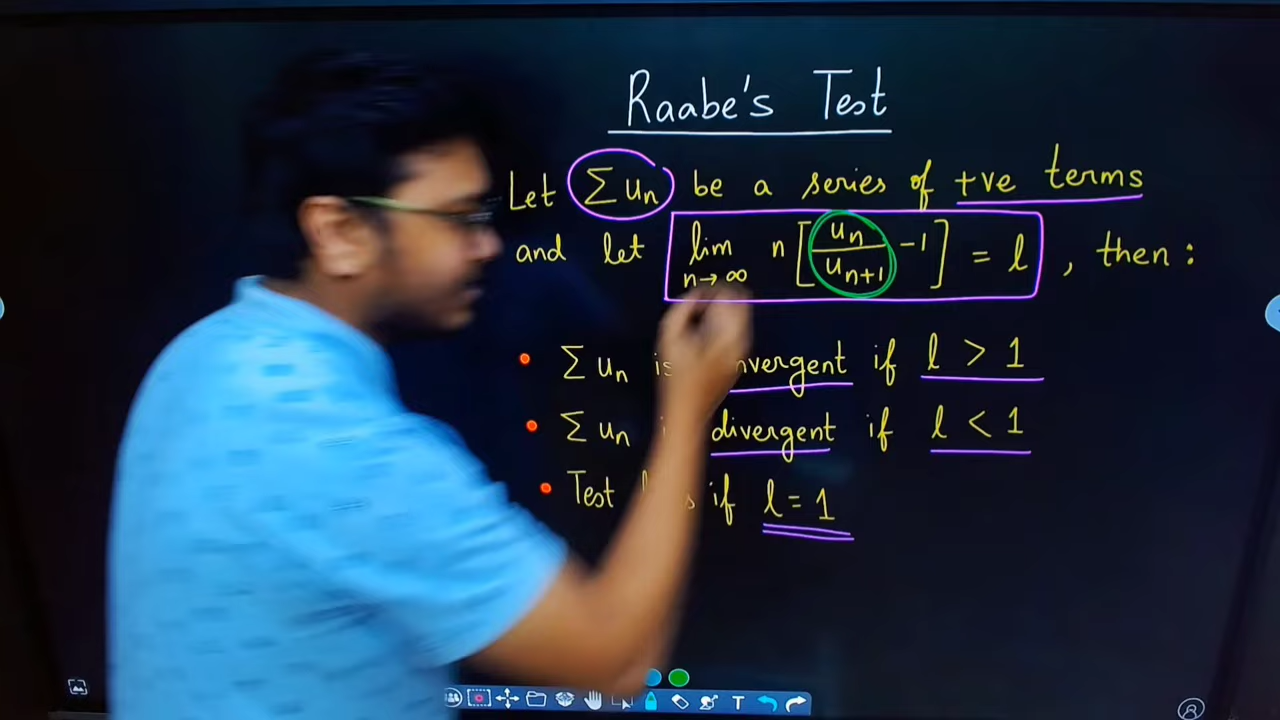 Raabe's Test
Let Σ uₙ be a series of +ve terms
and let lim n→∞ n [ uₙ / uₙ₊₁ -1 ] = l , then :
• Σ uₙ is if l > 1
• Σ uₙ divergent if l < 1
• Test if l = 1
T
R